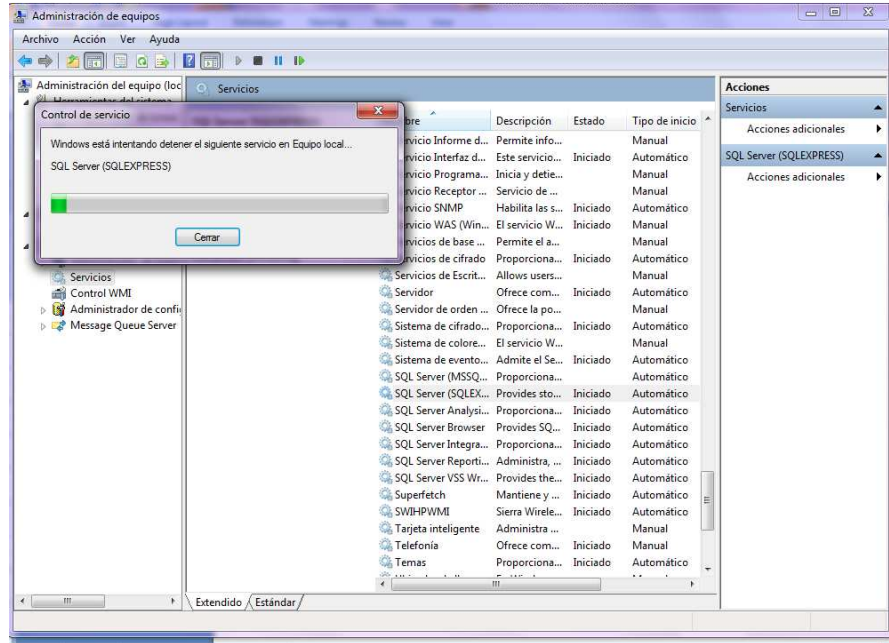 Administración de equipos
Archivo Acción Ver Ayuda
Administración del equipo (loc
Herramientas del sistema
Servicios
Control WMI
Administrador de config
Message Queue Server
Control de servicio
Windows está intentando detener el siguiente servicio en Equipo local...
SQL Server (SQLEXPRESS)
Cerrar
Servicios
bre Descripción Estado Tipo de inicio
rvicio Informe d... Permite info... Manual
rvicio Interfaz d... Este servicio... Iniciado Automático
rvicio Programa... Inicia y detie... Manual
rvicio Receptor ... Servicio de ... Manual
rvicio SNMP Habilita las s... Iniciado Automático
rvicio WAS (Win... El servicio W... Iniciado Manual
rvicios de base ... Permite el a... Manual
rvicios de cifrado Proporciona... Iniciado Automático
Servicios de Escrit... Allows users... Manual
Servidor Ofrece com... Iniciado Automático
Servidor de orden ... Ofrece la po... Manual
Sistema de cifrado... Proporciona... Iniciado Automático
Sistema de colore... El servicio W... Manual
Sistema de evento... Admite el Se... Iniciado Automático
SQL Server (MSSQ... Proporciona... Automático
SQL Server (SQLEX... Provides sto... Iniciado Automático
SQL Server Analysi... Proporciona... Iniciado Automático
SQL Server Browser Provides SQ... Iniciado Automático
SQL Server Integra... Proporciona... Iniciado Automático
SQL Server Reporti... Administra, ... Iniciado Automático
SQL Server VSS Wr... Provides the... Iniciado Automático
Superfetch Mantiene y ... Iniciado Automático
SWIHPWMI Sierra Wirele... Iniciado Automático
Tarjeta inteligente Administra ... Manual
Telefonía Ofrece com... Iniciado Manual
Temas Proporciona... Iniciado Automático
Extendido Estándar
Acciones
Servicios
Acciones adicionales
SQL Server (SQLEXPRESS)
Acciones adicionales